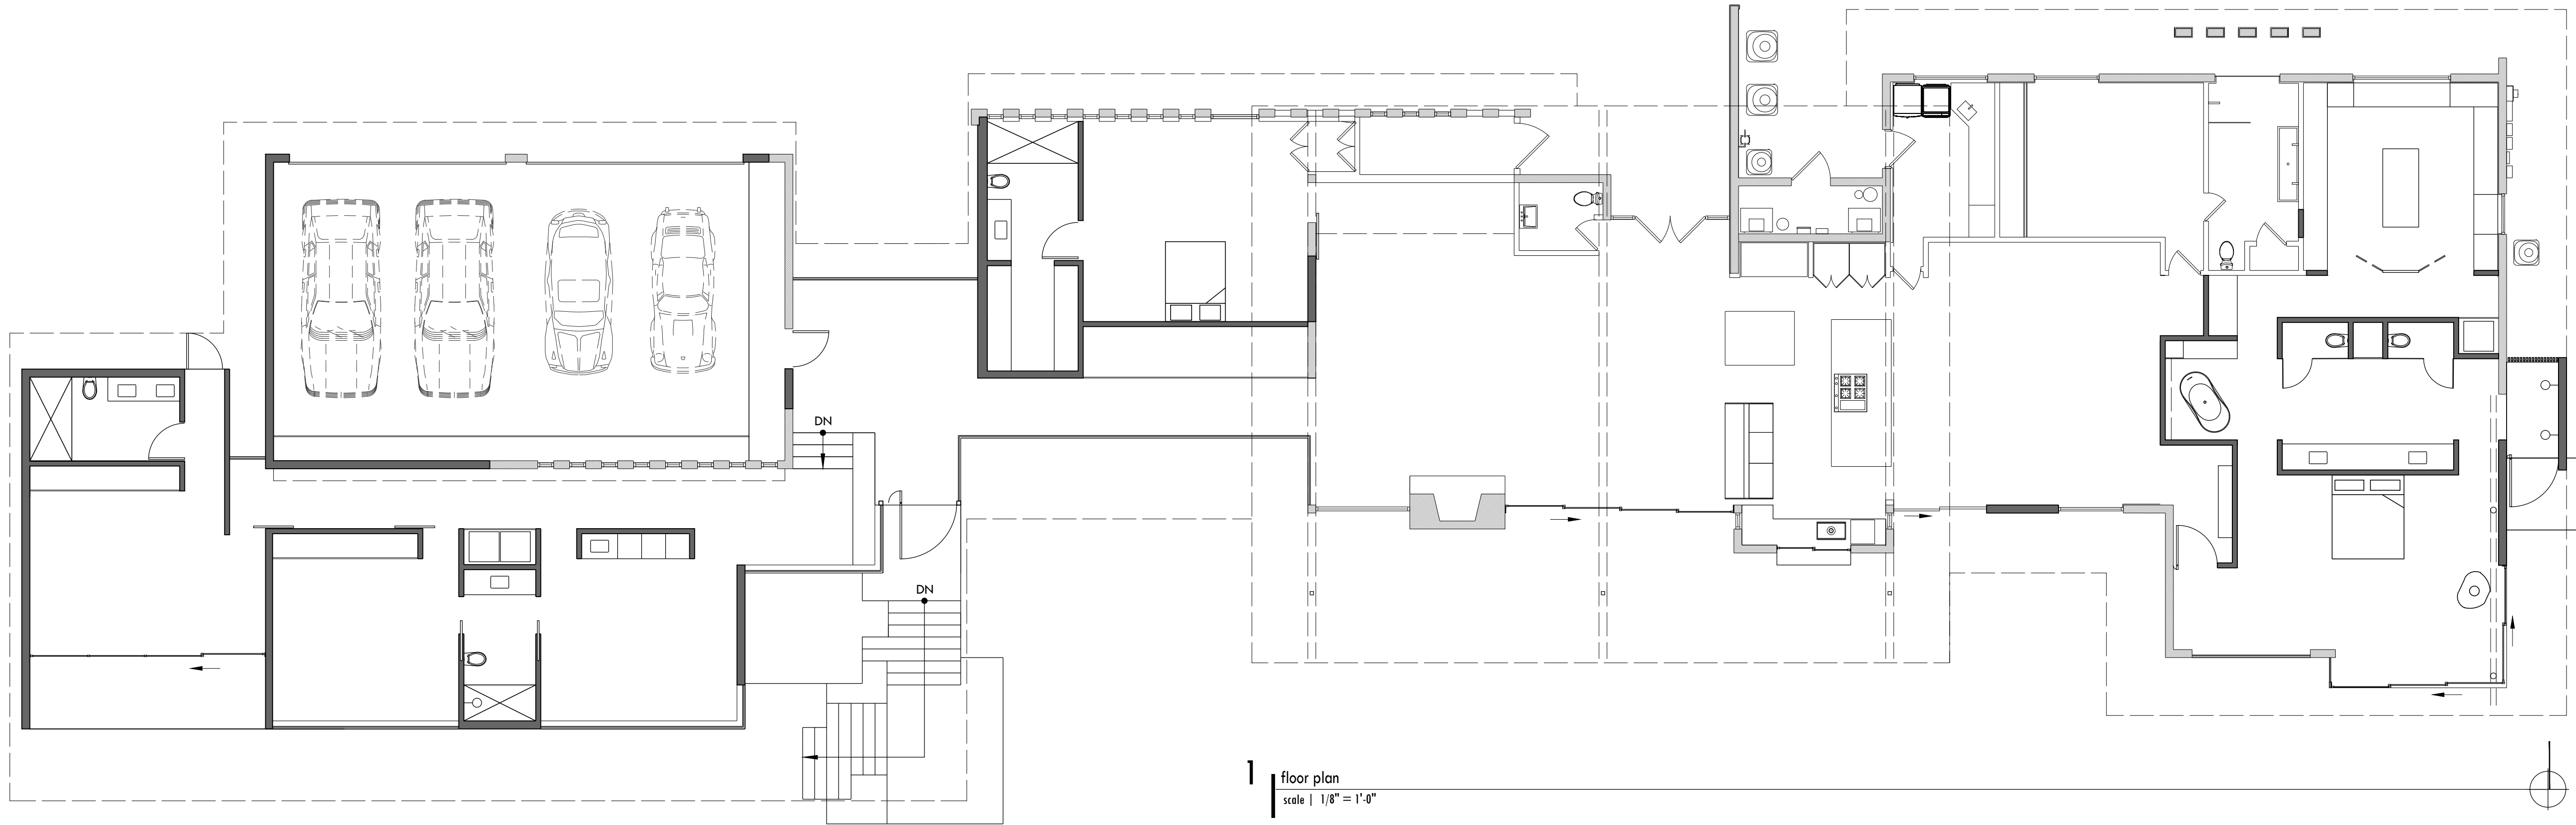 DN
DN
1
floor plan
scale | 1/8" = 1'-0"